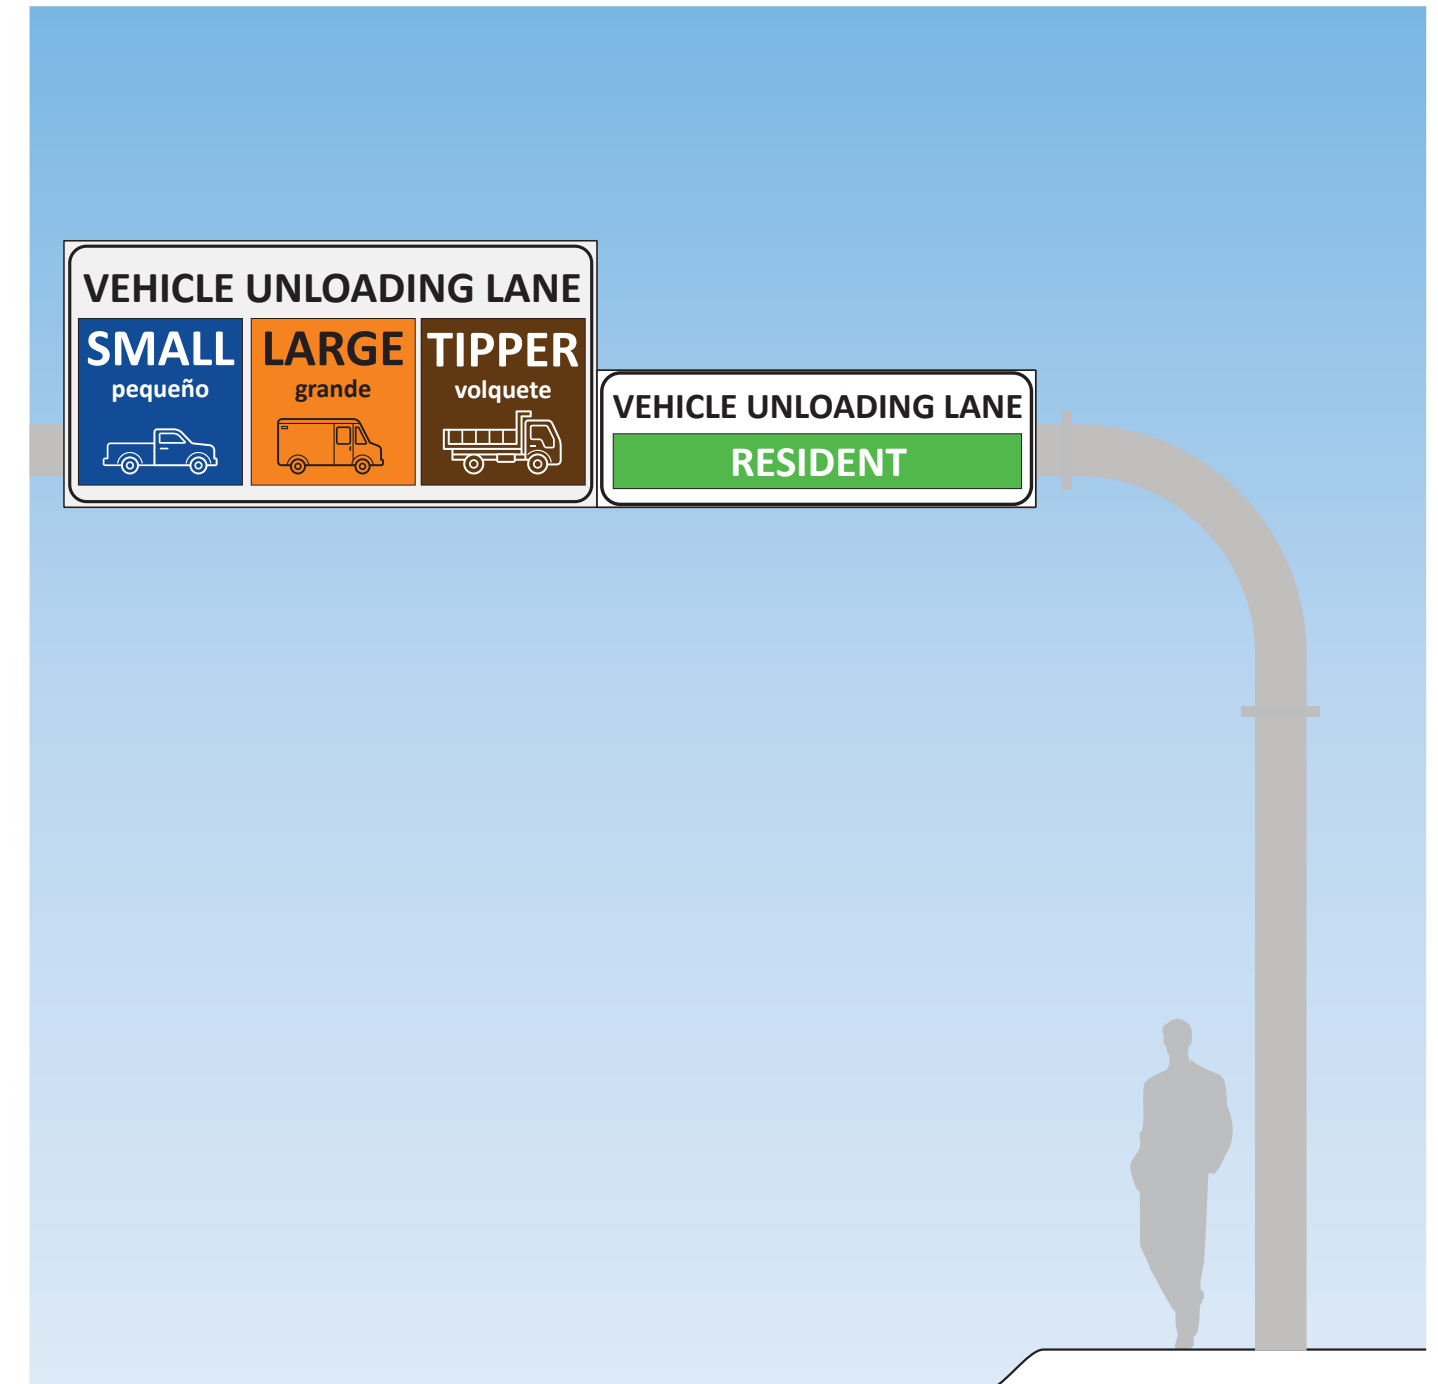 VEHICLE UNLOADING LANE
SMALL
pequeño
LARGE
grande
TIPPER
volquete
VEHICLE UNLOADING LANE
RESIDENT